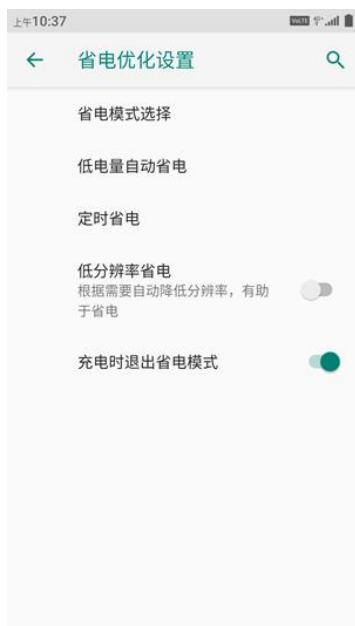 上午10:37
VoLTE
省电优化设置
省电模式选择
低电量自动省电
定时省电
低分辨率省电
根据需要自动降低分辨率，有助
于省电
充电时退出省电模式